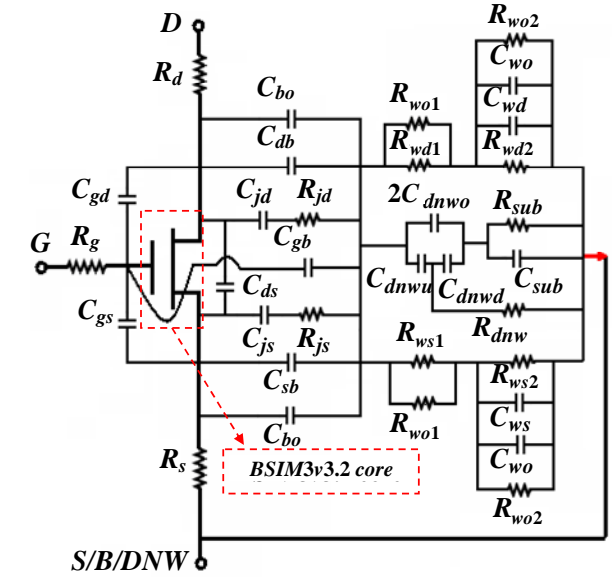 R_wo2
D
C_wo
R_d
C_bo
R_wo1
C_wd
C_db
R_wd1
R_wd2
C_gd
C_jd
R_jd
2C_dnwo
R_sub
G
R_g
C_gb
C_dnwu
C_dnwd
C_sub
C_ds
C_gs
R_dnw
C_js
R_js
R_ws1
C_sb
R_ws2
C_ws
R_wo1
C_bo
C_wo
R_s
BSIM3v3.2 core
R_wo2
S/B/DNW